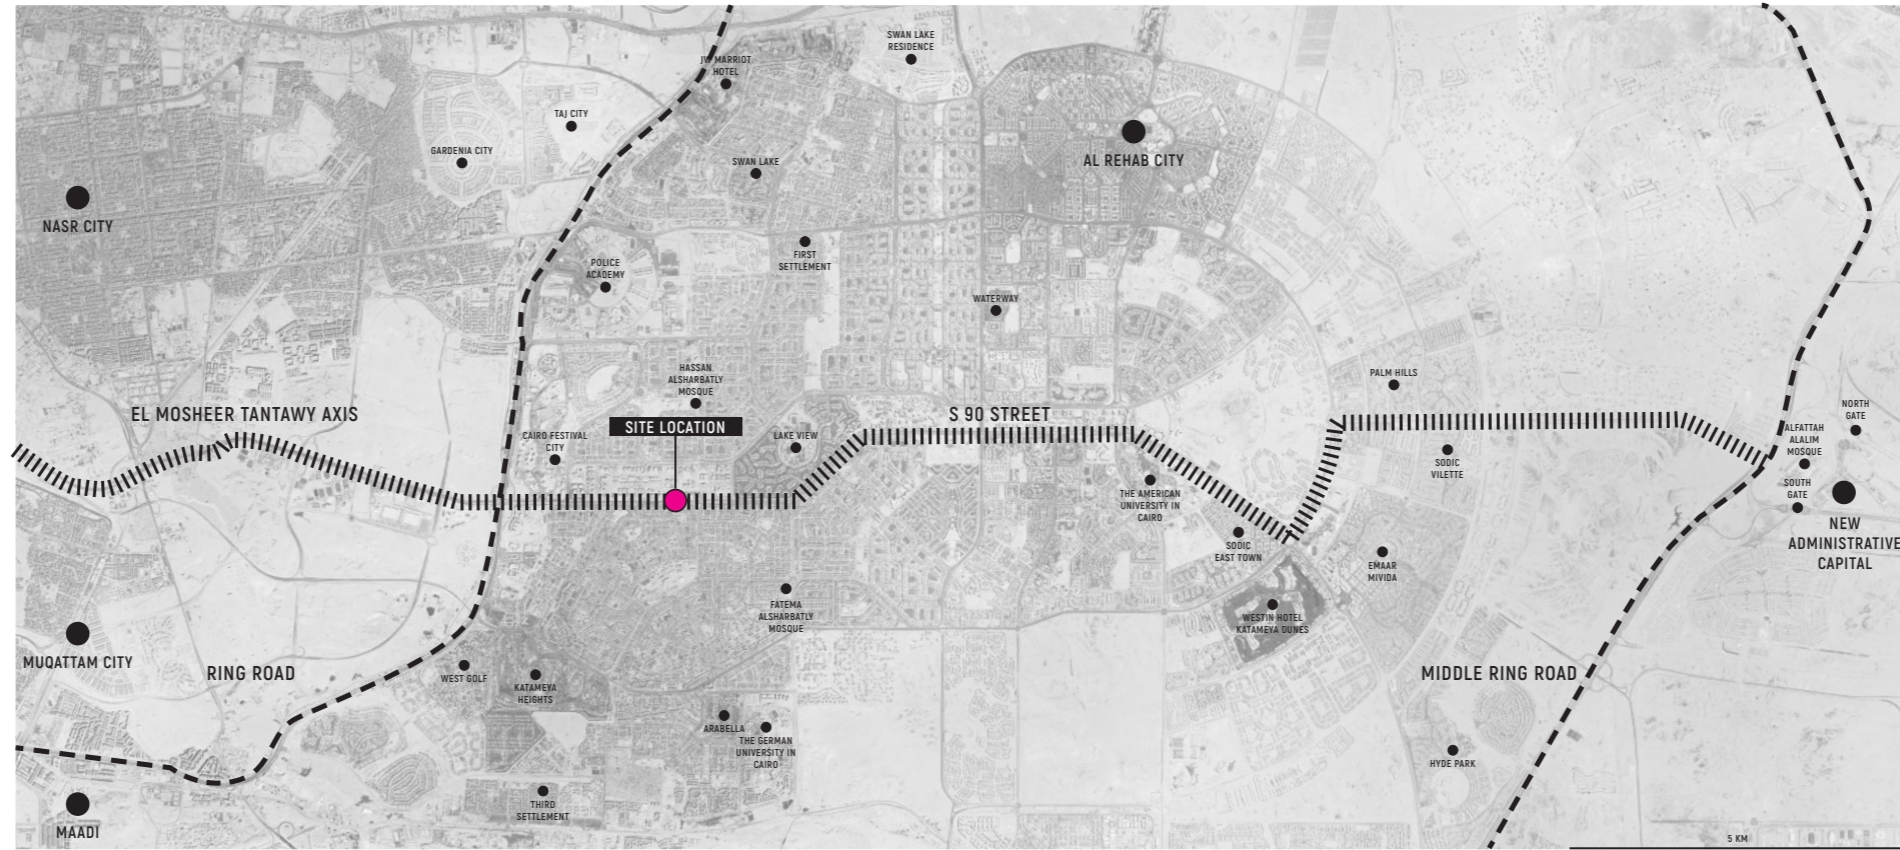 SWAN LAKE
RESIDENCE
JW MARRIOT
HOTEL
TAJ CITY
GARDENIA CITY
SWAN LAKE
AL REHAB CITY
NASR CITY
FIRST
SETTLEMENT
POLICE
ACADEMY
WATERWAY
HASSAN
ALSHARBATLY
MOSQUE
PALM HILLS
EL MOSHEER TANTAWY AXIS
SITE LOCATION
S 90 STREET
NORTH
GATE
CAIRO FESTIVAL
CITY
LAKE VIEW
ALFATTAH
ALALIM
MOSQUE
SODIC
VILETTE
SOUTH
GATE
THE AMERICAN
UNIVERSITY IN
CAIRO
NEW
ADMINISTRATIVE
CAPITAL
SODIC
EAST TOWN
EMAAR
MIVIDA
FATEMA
ALSHARBATLY
MOSQUE
WESTIN HOTEL
KATAMEYA DUNES
MUQATTAM CITY
RING ROAD
WEST GOLF
KATAMEYA
HEIGHTS
MIDDLE RING ROAD
ARABELLA
THE GERMAN
UNIVERSITY IN
CAIRO
HYDE PARK
THIRD
SETTLEMENT
MAADI
5 KM